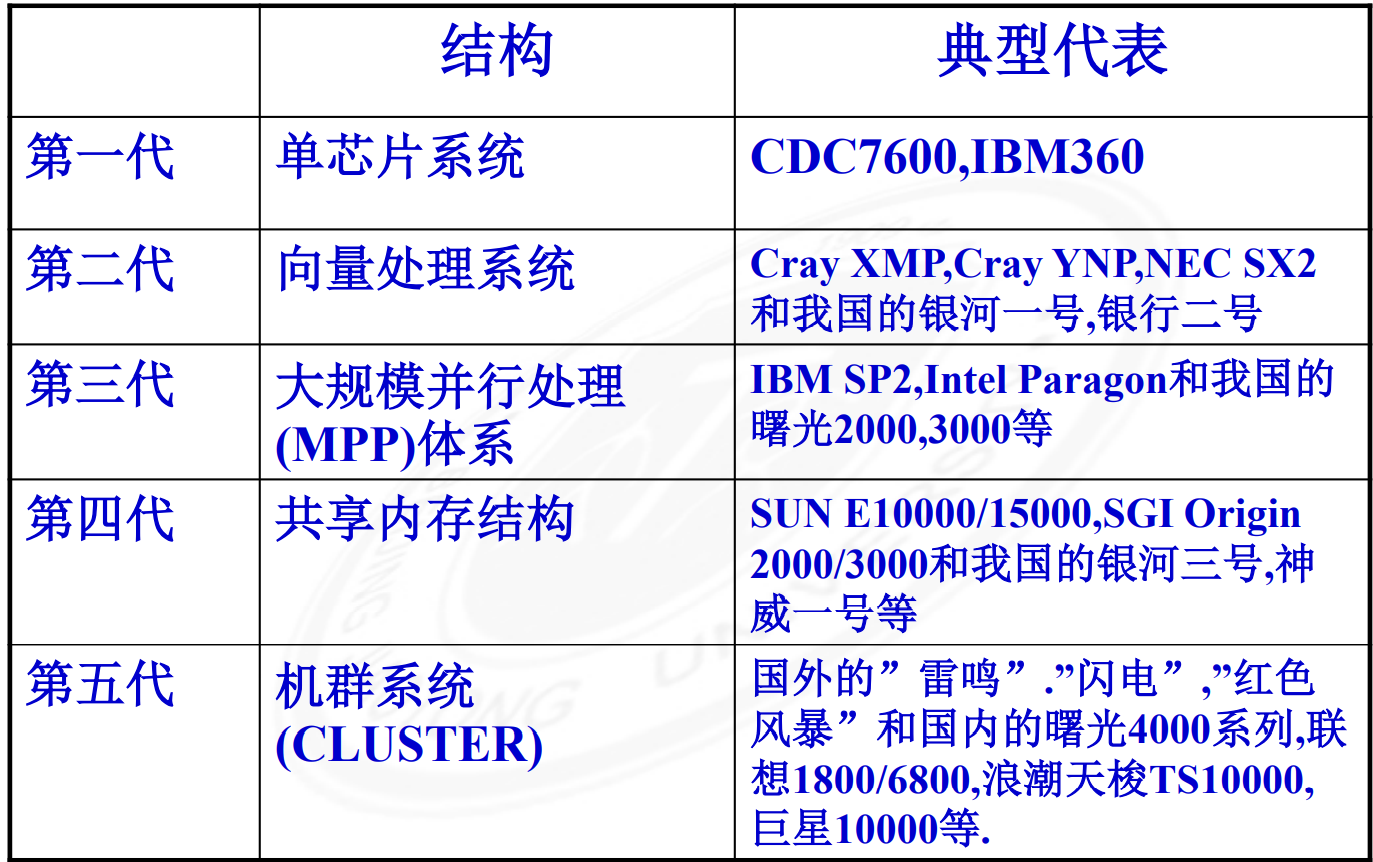 结构
典型代表
第一代
单芯片系统
CDC7600,IBM360
第二代
向量处理系统
Cray XMP,Cray YNP,NEC SX2
和我国的银河一号,银行二号
第三代
大规模并行处理
(MPP)体系
IBM SP2,Intel Paragon和我国的
曙光2000,3000等
第四代
共享内存结构
SUN E10000/15000,SGI Origin
2000/3000和我国的银河三号,神
威一号等
第五代
机群系统
(CLUSTER)
国外的”雷鸣”.”闪电”,”红色
风暴”和国内的曙光4000系列,联
想1800/6800,浪潮天梭TS10000,
巨星10000等.